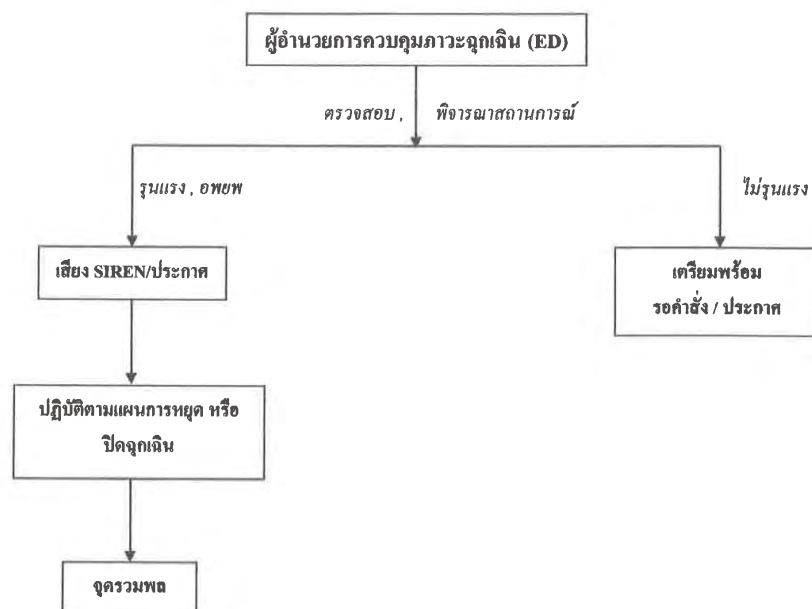 ผู้อำนวยการควบคุมภาวะฉุกเฉิน (ED)
ตรวจสอบ , พิจารณาสถานการณ์
รุนแรง , อพยพ
ไม่รุนแรง
เสียง SIREN/ประกาศ
เตรียมพร้อม
รอคำสั่ง / ประกาศ
ปฏิบัติตามแผนการหยุด หรือ
ปิดฉุกเฉิน
จุดรวมพล